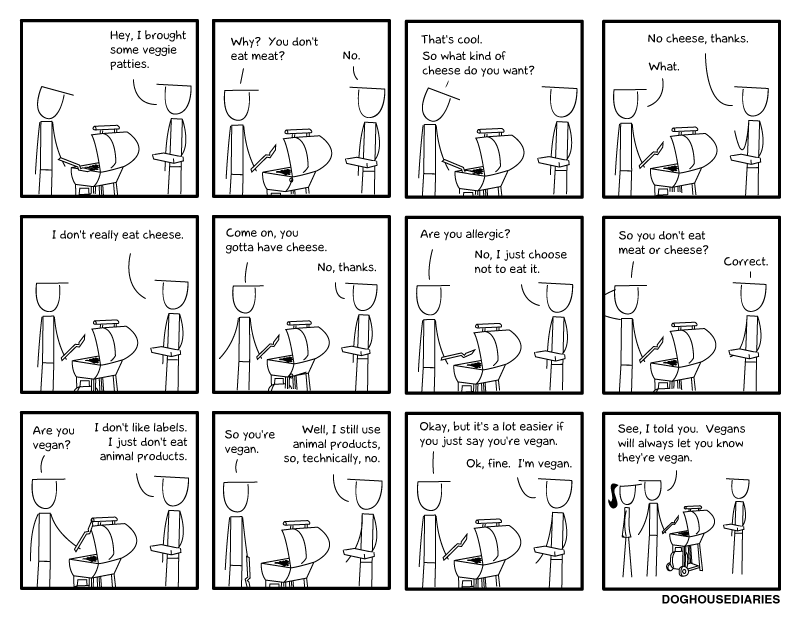 Hey, I brought
some veggie
patties.
Why?  You don't
eat meat?
No.
That's cool.
So what kind of
cheese do you want?
No cheese, thanks.
What.
I don't really eat cheese.
Come on, you
gotta have cheese.
No, thanks.
Are you allergic?
No, I just choose
not to eat it.
So you don't eat
meat or cheese?
Correct.
Are you
vegan?
I don't like labels.
I just don't eat
animal products.
So you're
vegan.
Well, I still use
animal products,
so, technically, no.
Okay, but it's a lot easier if
you just say you're vegan.
Ok, fine.  I'm vegan.
See, I told you.  Vegans
will always let you know
they're vegan.
DOGHOUSEDIARIES